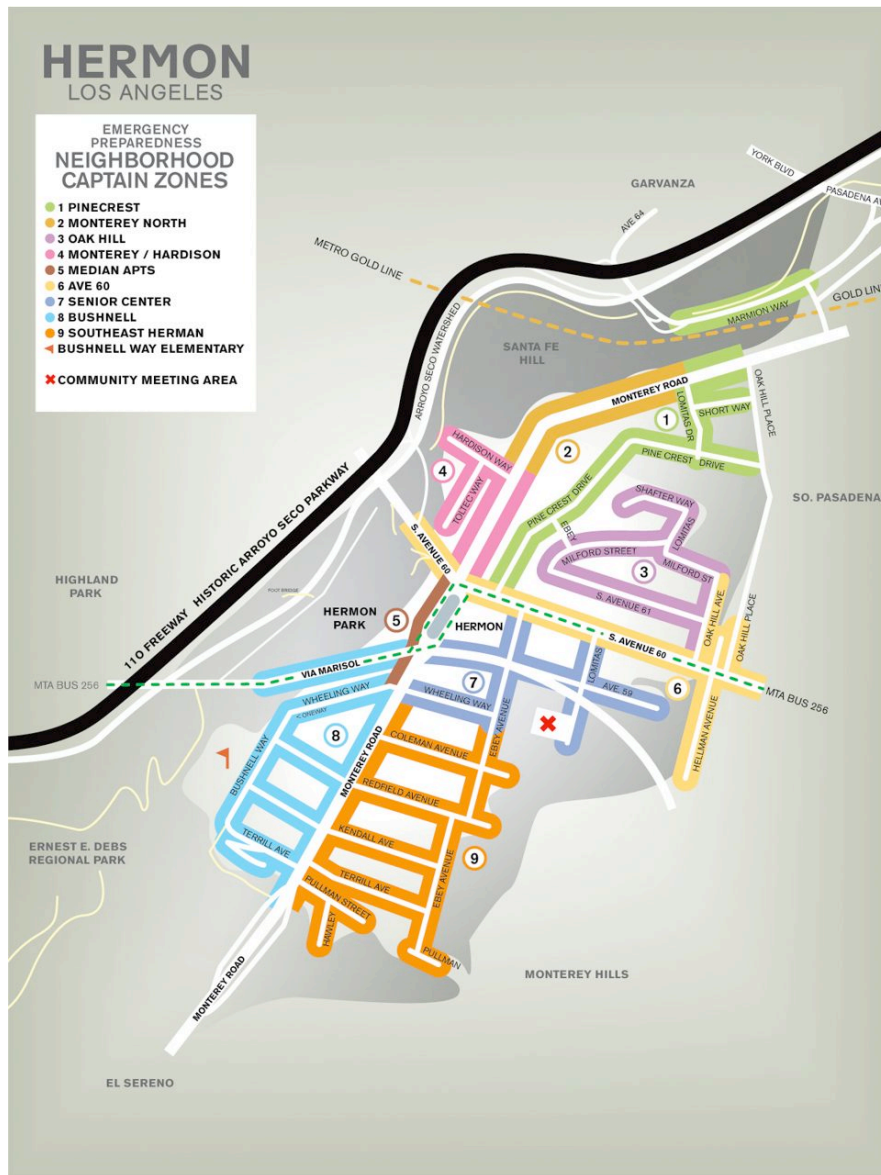 HERMON
LOS ANGELES
EMERGENCY
PREPAREDNESS
NEIGHBORHOOD
CAPTAIN ZONES
1 PINECREST
2 MONTEREY NORTH
3 OAK HILL
4 MONTEREY / HARDISON
5 MEDIAN APTS
6 AVE 60
7 SENIOR CENTER
8 BUSHNELL
9 SOUTHEAST HERMAN
BUSHNELL WAY ELEMENTARY
COMMUNITY MEETING AREA
YORK BLVD
PASADENA AV
GARVANZA
AVE 64
METRO GOLD LINE
GOLD LINE
MARMION WAY
ARROYO SECO WATERSHED
SANTA FE
HILL
MONTEREY ROAD
LOMITAS DR
SHORT WAY
OAK HILL PLACE
1
2
PINE CREST DRIVE
HARDISON WAY
4
TOLTEC WAY
PINE CREST DRIVE
SHAFTER WAY
LOMITAS
SO. PASADENA
110 FREEWAY HISTORIC ARROYO SECO PARKWAY
S. AVENUE 60
EBEY
MILFORD STREET
MILFORD ST
3
S. AVENUE 61
OAK HILL AVE
OAK HILL PLACE
HIGHLAND
PARK
FOOT BRIDGE
HERMON
PARK
5
HERMON
S. AVENUE 60
MTA BUS 256
VIA MARISOL
7
LOMITAS
AVE 59
6
MTA BUS 256
WHEELING WAY
WHEELING WAY
< ORDWAY
8
EBEY AVENUE
HELLMAN AVENUE
BUSHNELL WAY
MONTEREY ROAD
COLEMAN AVENUE
REDFIELD AVENUE
ERNEST E. DEBS
REGIONAL PARK
TERRILL AVE
KENDALL AVE
9
TERRILL AVE
EBEY AVENUE
PULLMAN STREET
HAWLEY
PULLMAN
MONTEREY ROAD
MONTEREY HILLS
EL SERENO